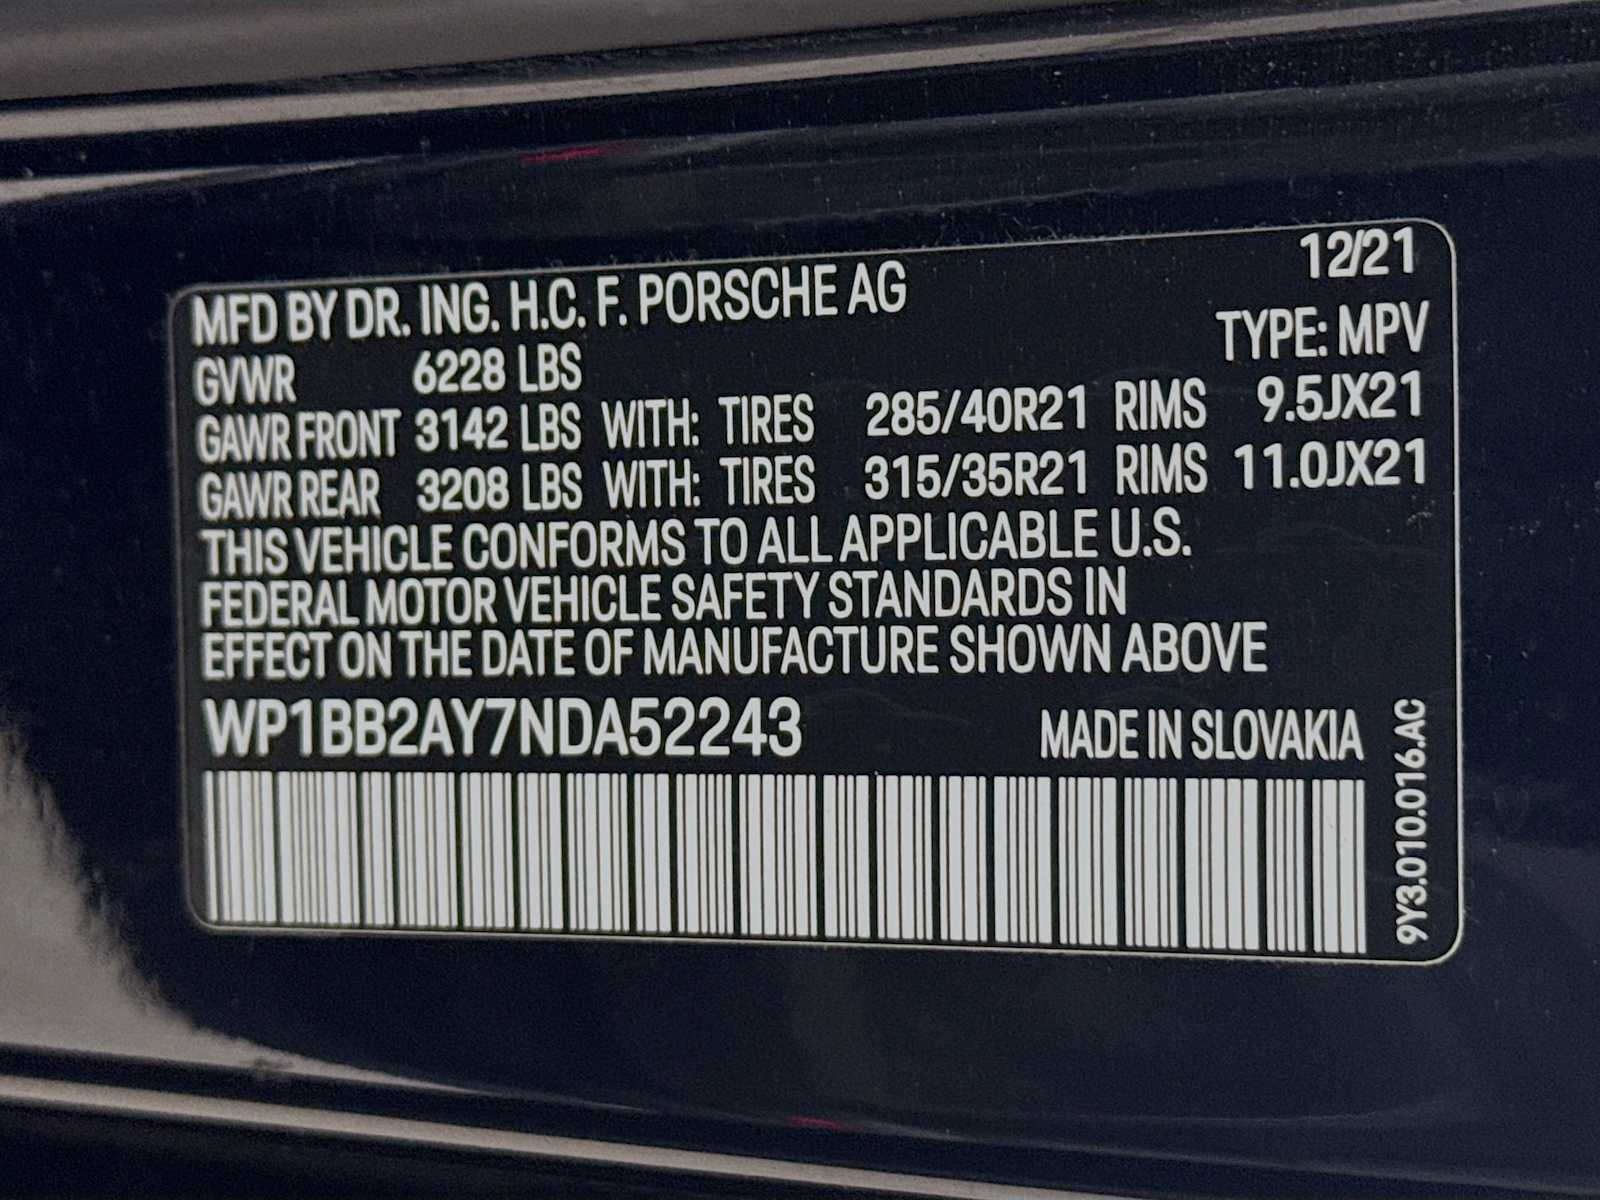 12/21
MFD BY DR. ING. H.C. F. PORSCHE AG
TYPE: MPV
GVWR 6228 LBS
GAWR FRONT 3142 LBS WITH: TIRES 285/40R21 RIMS 9.5JX21
GAWR REAR 3208 LBS WITH: TIRES 315/35R21 RIMS 11.0JX21
THIS VEHICLE CONFORMS TO ALL APPLICABLE U.S.
FEDERAL MOTOR VEHICLE SAFETY STANDARDS IN
EFFECT ON THE DATE OF MANUFACTURE SHOWN ABOVE
WP1BB2AY7NDA52243 MADE IN SLOVAKIA
9Y3.010.016.AC